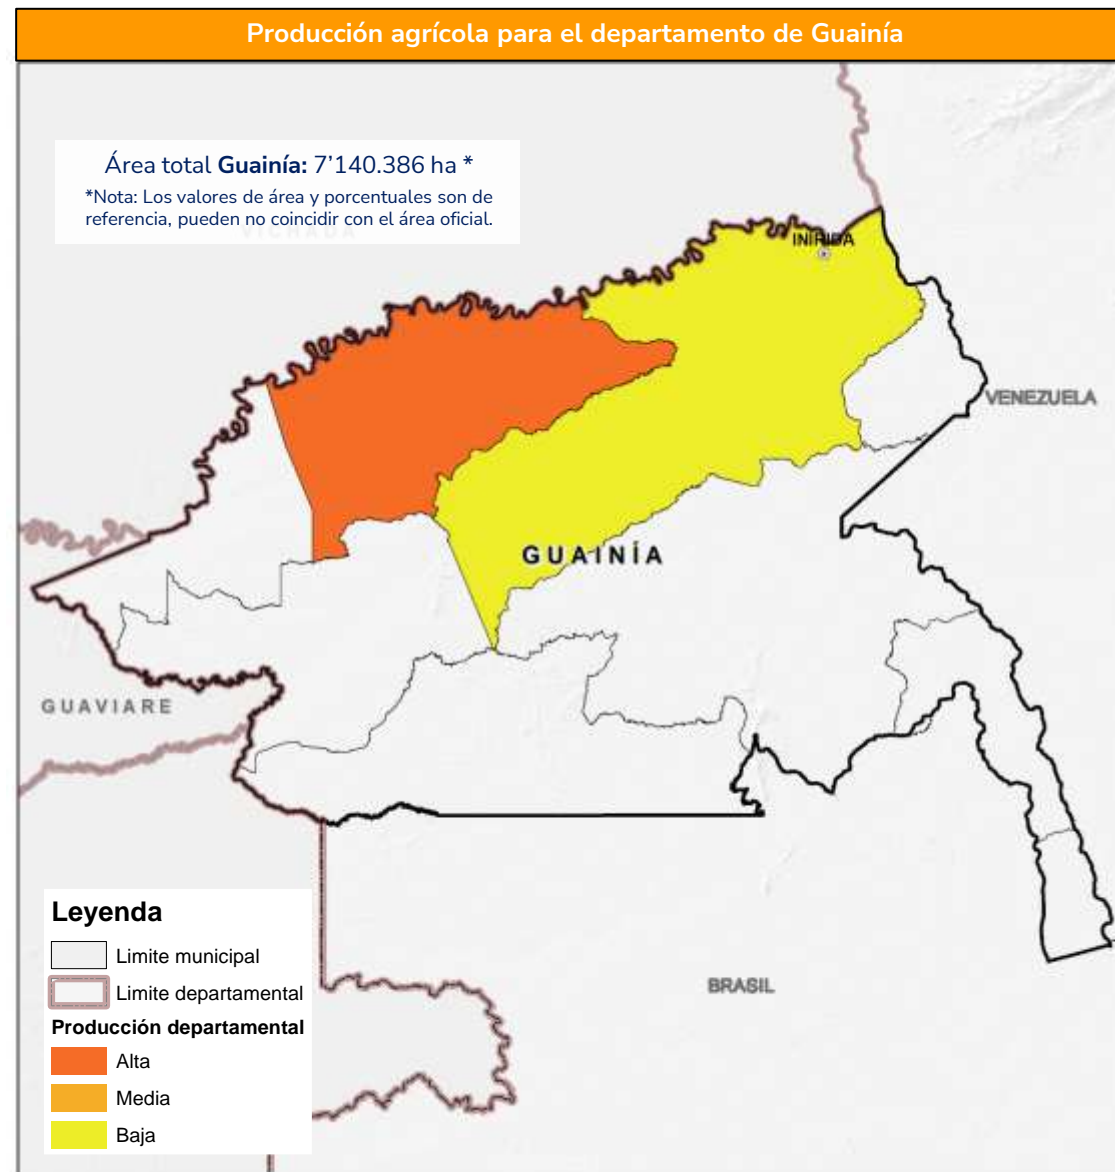 Producción agrícola para el departamento de Guainía
Área total Guainía: 7’140.386 ha *
*Nota: Los valores de área y porcentuales son de
referencia, pueden no coincidir con el área oficial.
VICHADA
INIRIDA
VENEZUELA
GUAINÍA
GUAVIARE
BRASIL
Leyenda
Limite municipal
Limite departamental
Producción departamental
Alta
Media
Baja